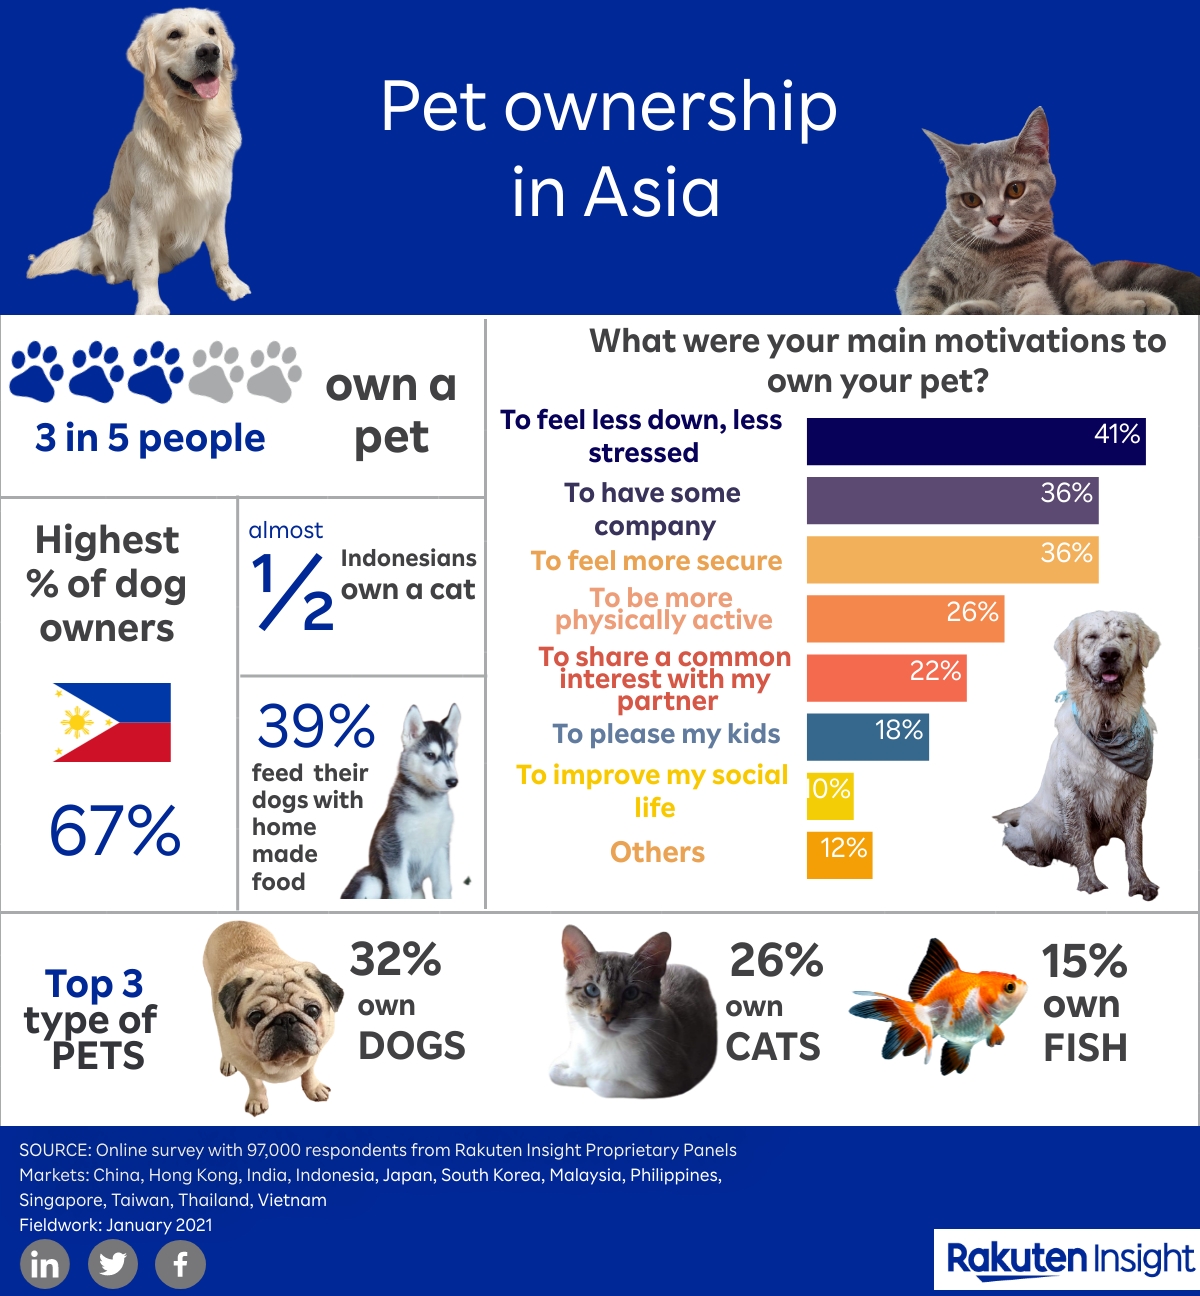 Pet ownership
in Asia
3 in 5 people
own a
pet
Highest
% of dog
owners
67%
almost
1/2
Indonesians
own a cat
39%
feed their
dogs with
home
made
food
What were your main motivations to
own your pet?
To feel less down, less
stressed
41%
To have some
company
36%
To feel more secure
36%
To be more
physically active
26%
To share a common
interest with my
partner
22%
To please my kids
18%
To improve my social
life
10%
Others
12%
Top 3
type of
PETS
32%
own
DOGS
26%
own
CATS
15%
own
FISH
SOURCE: Online survey with 97,000 respondents from Rakuten Insight Proprietary Panels
Markets: China, Hong Kong, India, Indonesia, Japan, South Korea, Malaysia, Philippines,
Singapore, Taiwan, Thailand, Vietnam
Fieldwork: January 2021
in
f
Rakuten Insight